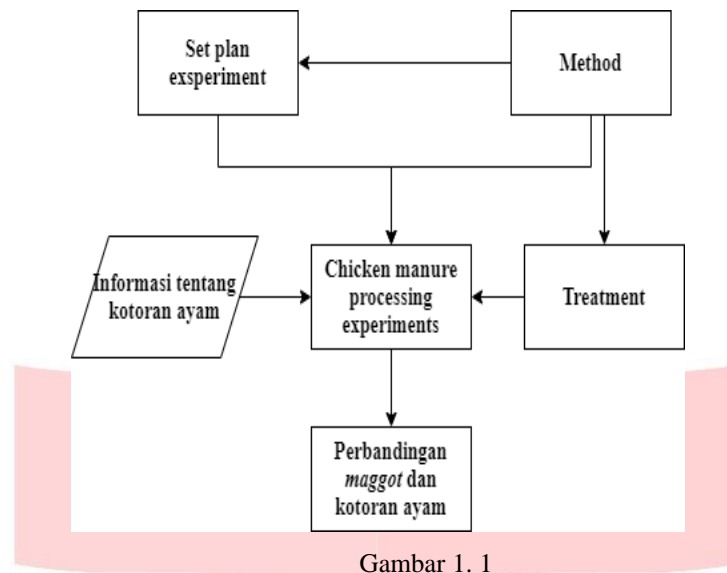 Set plan
exsperiment
Method
Informasi tentang
kotoran ayam
Chicken manure
processing
experiments
Treatment
Perbandingan
maggot dan
kotoran ayam
Gambar 1. 1